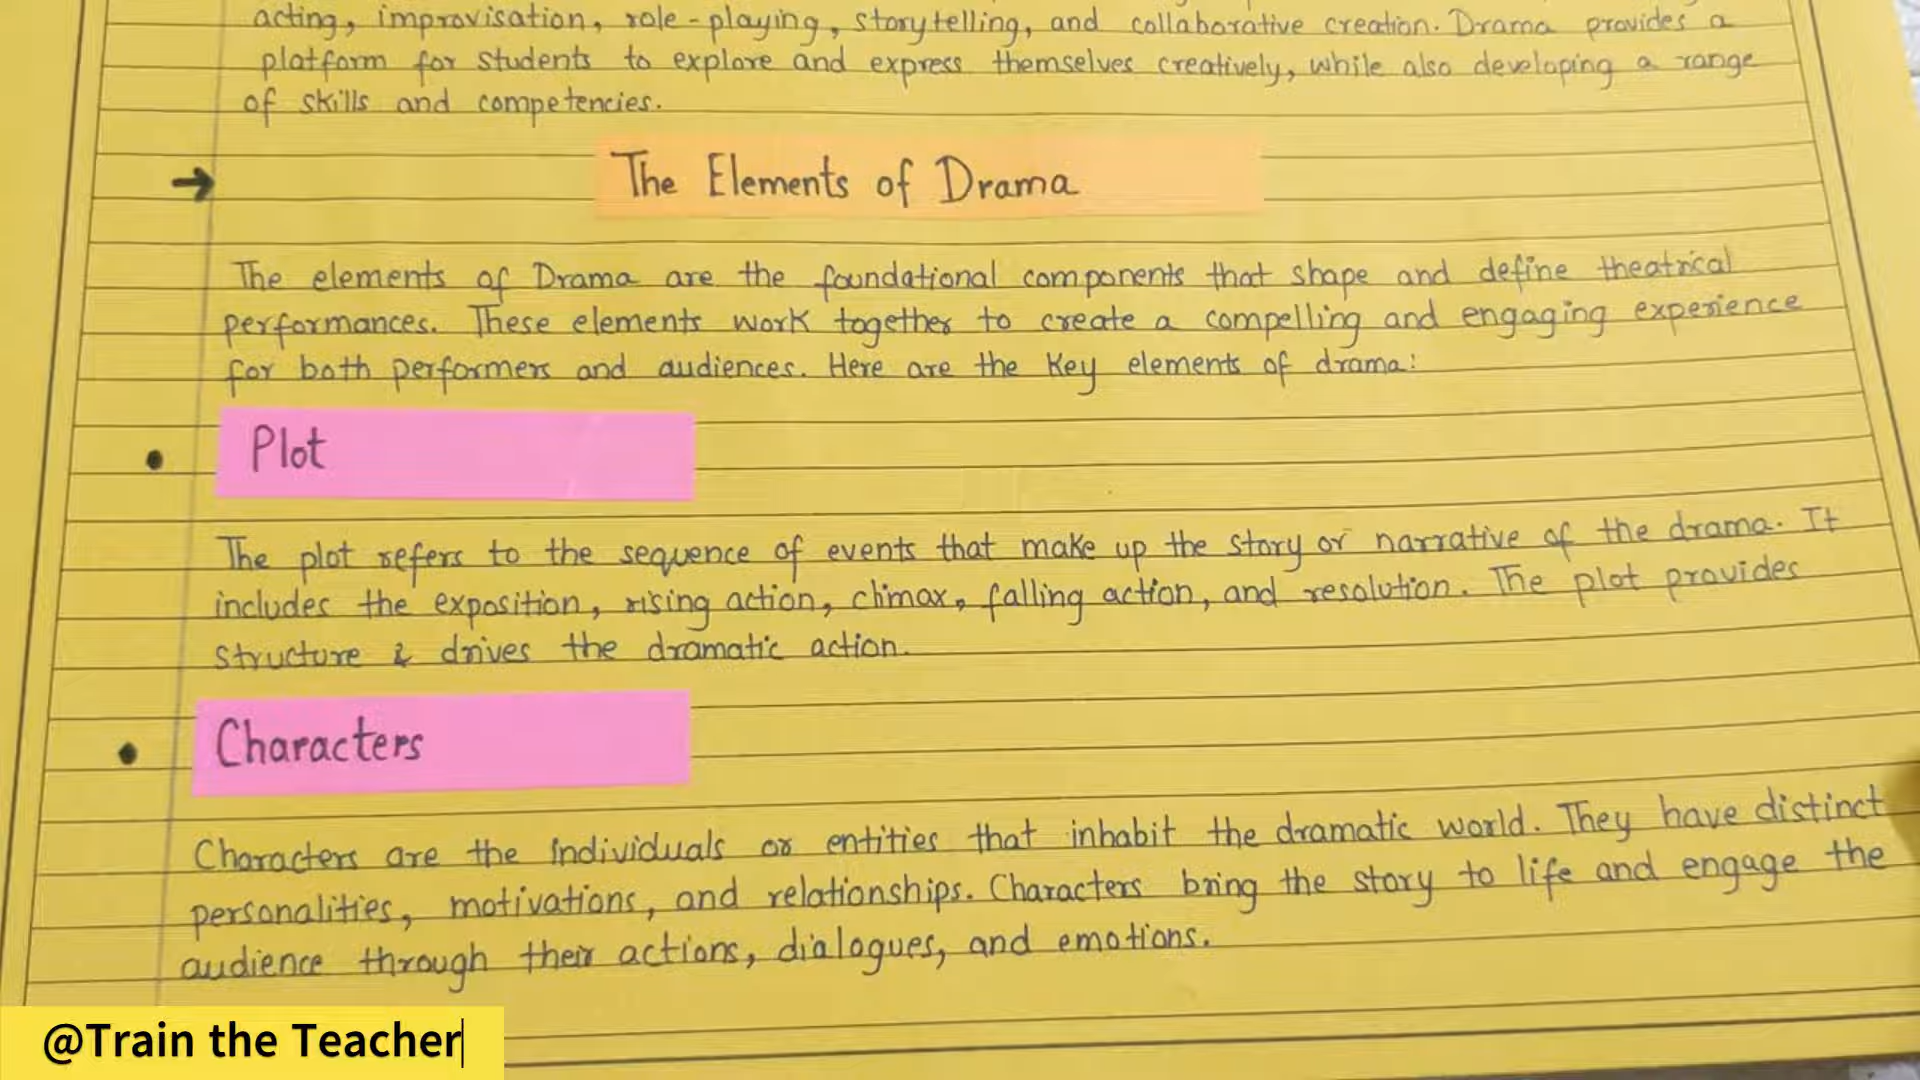 acting, improvisation, role-playing, storytelling, and collaborative creation. Drama provides a
platform for students to explore and express themselves creatively, while also developing a range
of skills and competencies.
→ The Elements of Drama
The elements of Drama are the foundational components that shape and define theatrical
performances. These elements work together to create a compelling and engaging experience
for both performers and audiences. Here are the key elements of drama:
• Plot
The plot refers to the sequence of events that make up the story or narrative of the drama. It
includes the exposition, rising action, climax, falling action, and resolution. The plot provides
structure & drives the dramatic action.
• Characters
Characters are the individuals or entities that inhabit the dramatic world. They have distinct
personalities, motivations, and relationships. Characters bring the story to life and engage the
audience through their actions, dialogues, and emotions.
@Train the Teacher